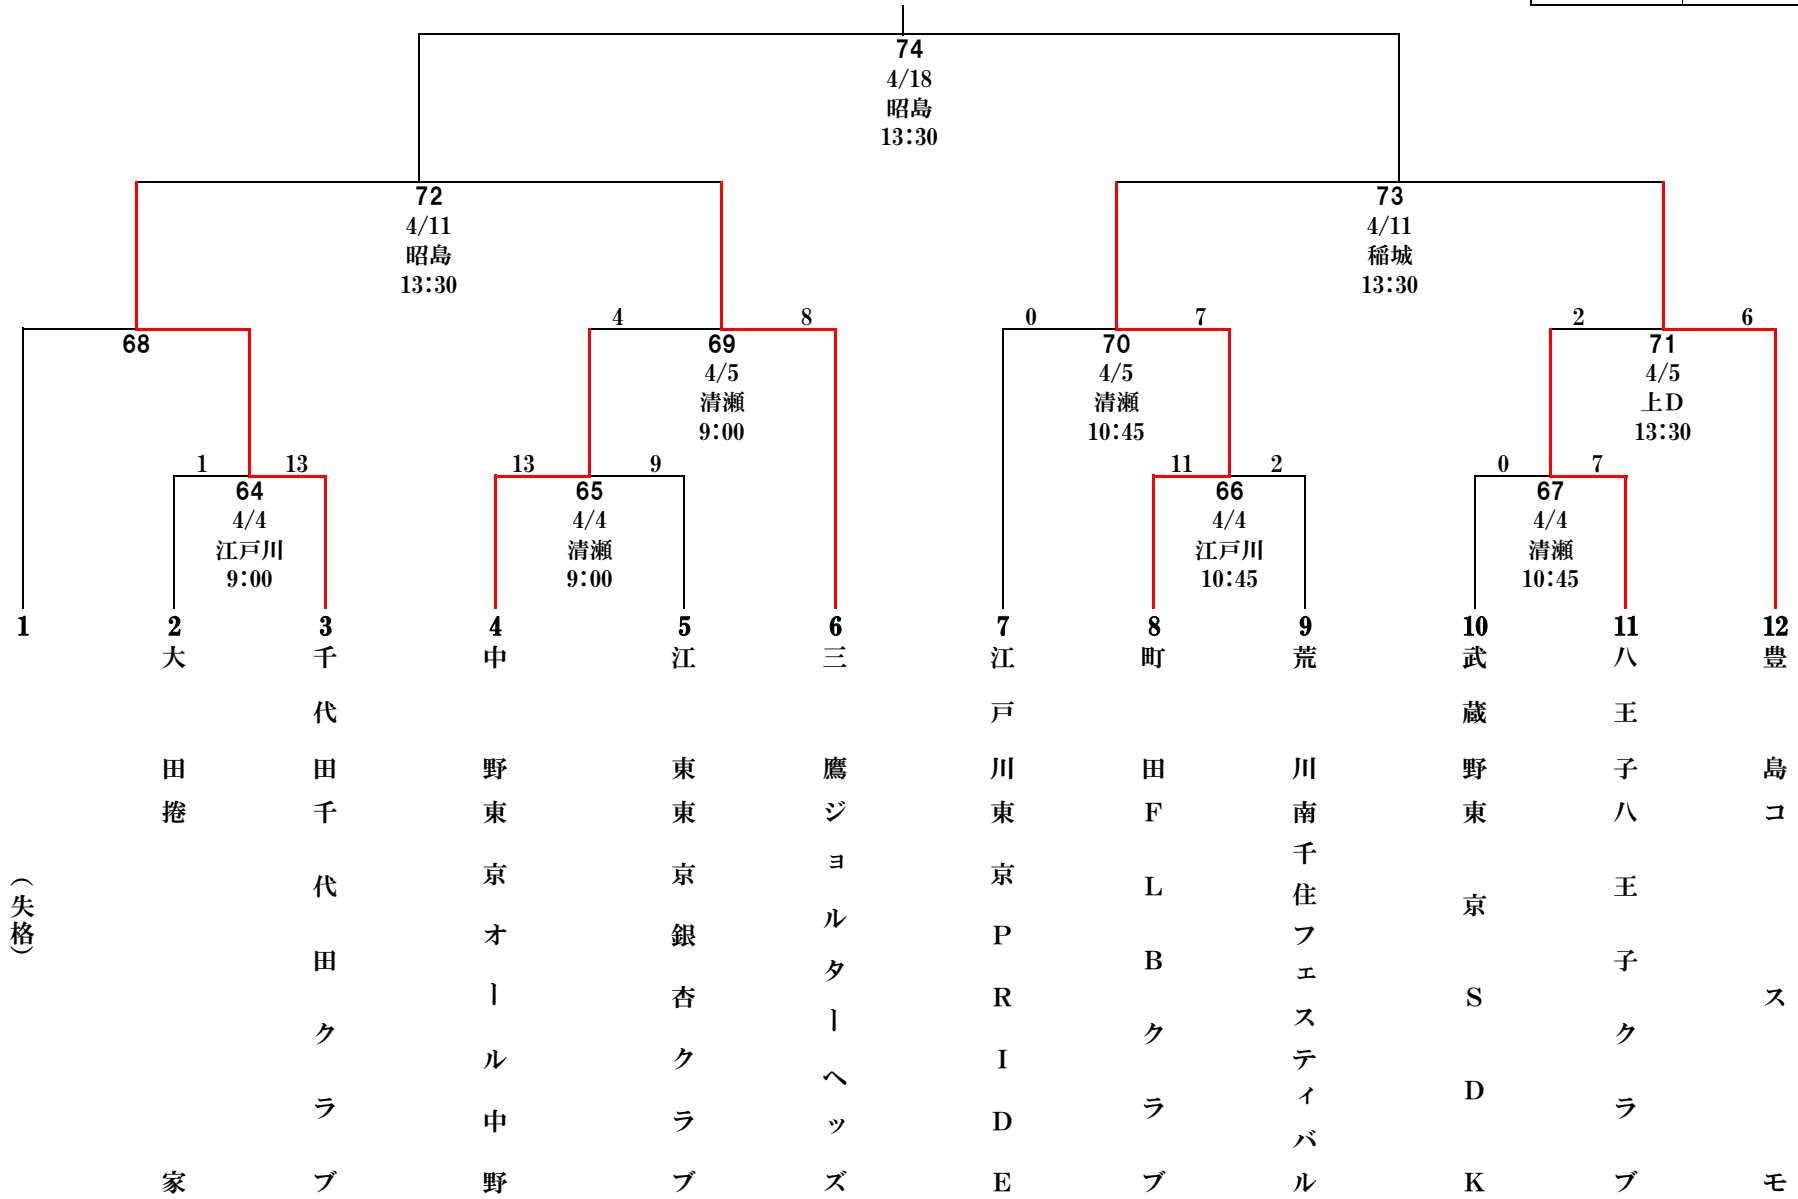 74
4/18
昭島
13:30
72
4/11
昭島
13:30
73
4/11
稲城
13:30
68
4 8
69
4/5
清瀬
9:00
0 7
70
4/5
清瀬
10:45
2 6
71
4/5
上D
13:30
1 13
64
4/4
江戸川
9:00
13 9
65
4/4
清瀬
9:00
11 2
66
4/4
江戸川
10:45
0 7
67
4/4
清瀬
10:45
1
(失格)
2
大田
捲家
3
千代田
千代田クラブ
4
中野
東京オール中野
5
江東
東京銀杏クラブ
6
三鷹
ジョルターヘッズ
7
江戸川
東京PRIDE
8
町田
FLBクラブ
9
荒川
南千住フェスティバル
10
武蔵野
東京SDK
11
八王子
八王子クラブ
12
豊島
コスモ